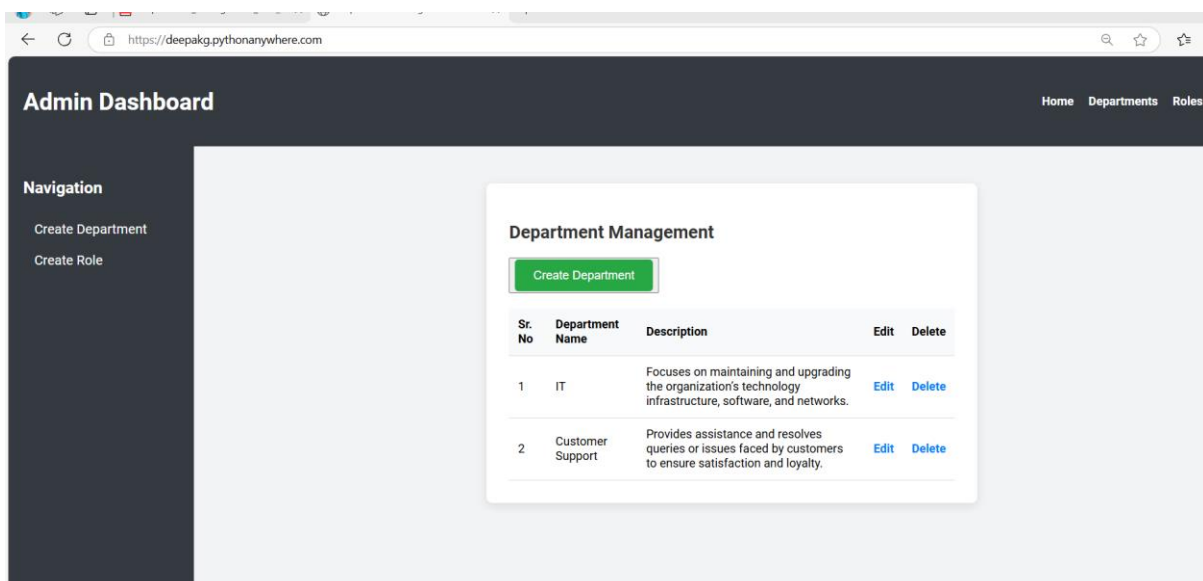 https://deepakg.pythonanywhere.com
Admin Dashboard
Home Departments Roles
Navigation
Create Department
Create Role
Department Management
Create Department
Sr. No Department Name Description Edit Delete
1 IT Focuses on maintaining and upgrading
the organization's technology
infrastructure, software, and networks. Edit Delete
2 Customer Support Provides assistance and resolves
queries or issues faced by customers
to ensure satisfaction and loyalty. Edit Delete